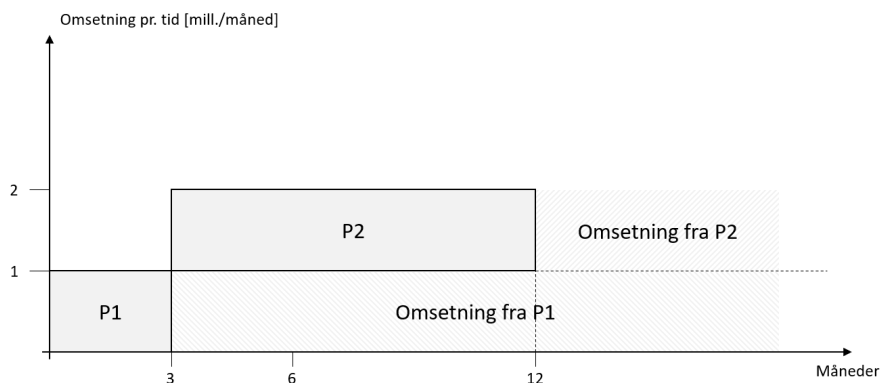 Omsetning pr. tid [mill./måned]
2
P2
Omsetning fra P2
1
P1
Omsetning fra P1
3
6
12
Måneder